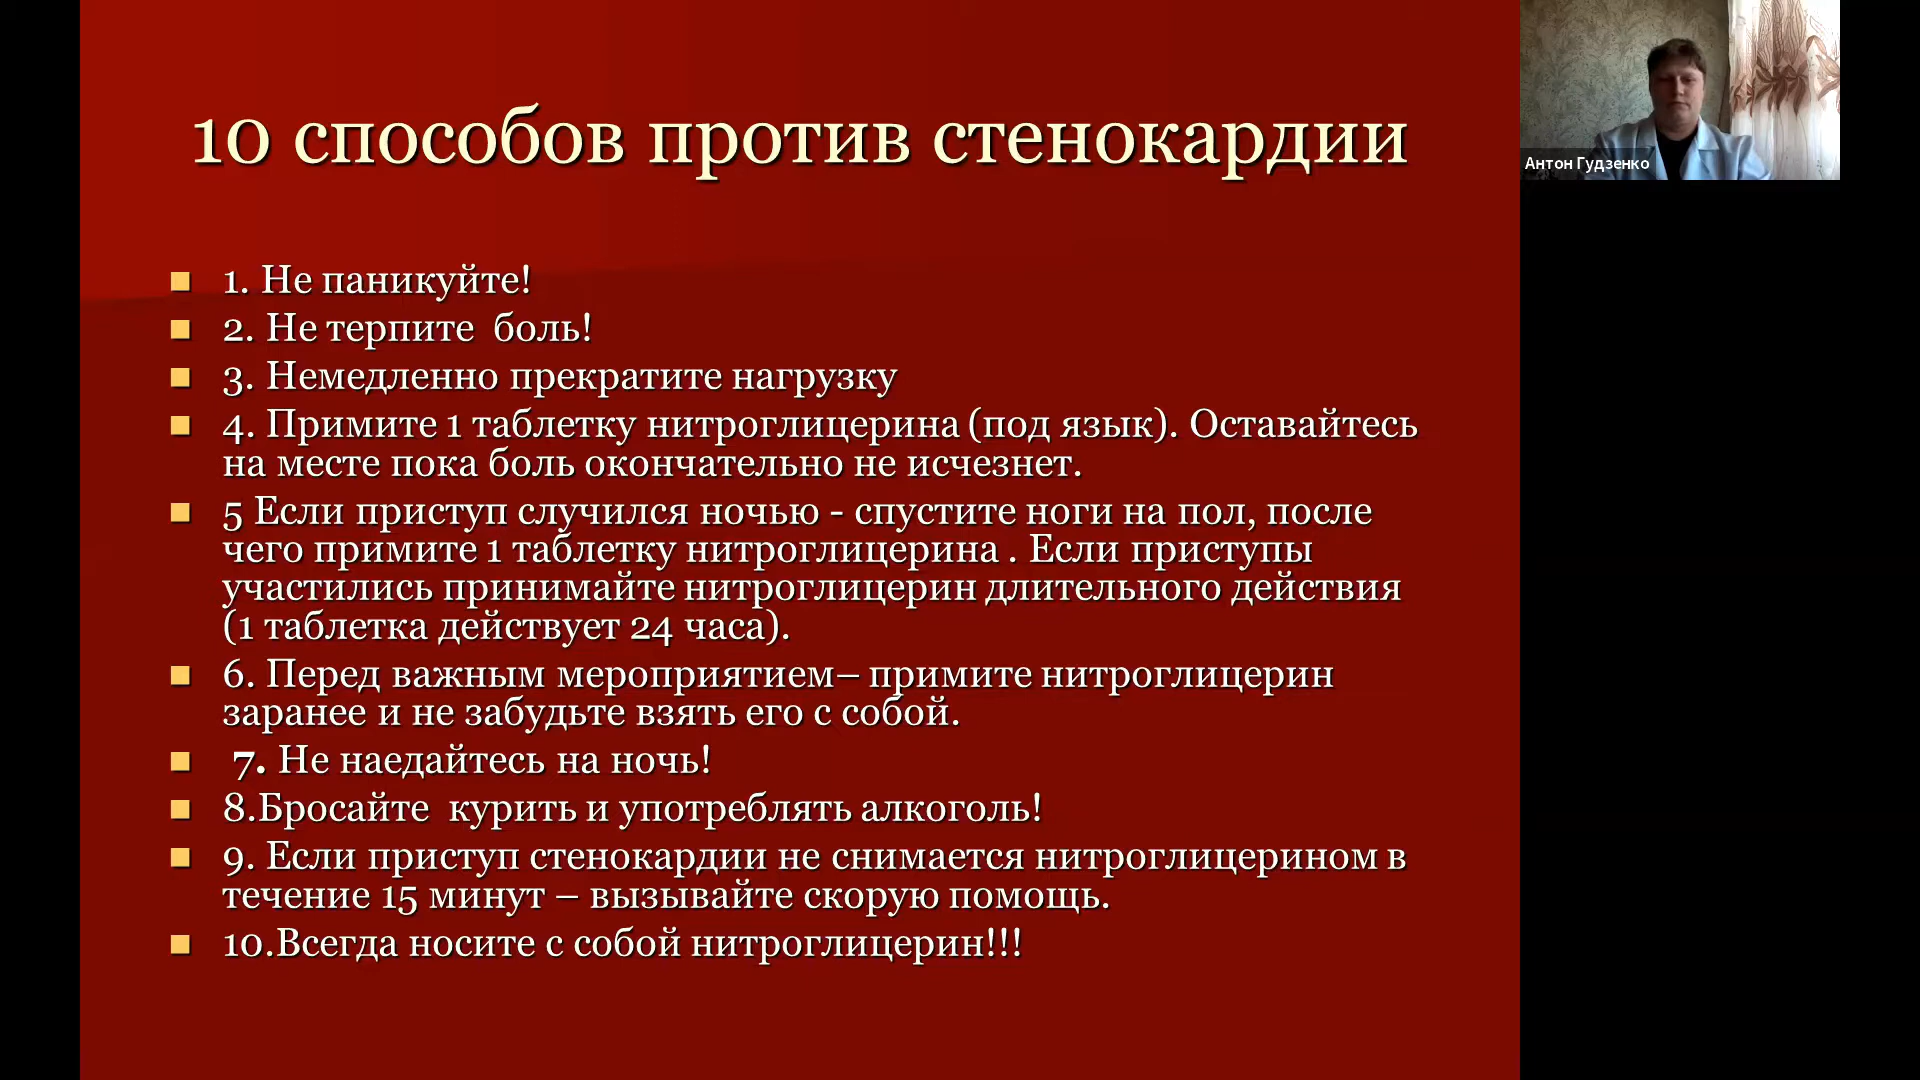 10 способов против стенокардии
1. Не паникуйте!
2. Не терпите  боль!
3. Немедленно прекратите нагрузку
4. Примите 1 таблетку нитроглицерина (под язык). Оставайтесь
на месте пока боль окончательно не исчезнет.
5 Если приступ случился ночью - спустите ноги на пол, после
чего примите 1 таблетку нитроглицерина . Если приступы
участились принимайте нитроглицерин длительного действия
(1 таблетка действует 24 часа).
6. Перед важным мероприятием– примите нитроглицерин
заранее и не забудьте взять его с собой.
7. Не наедайтесь на ночь!
8.Бросайте  курить и употреблять алкоголь!
9. Если приступ стенокардии не снимается нитроглицерином в
течение 15 минут – вызывайте скорую помощь.
10.Всегда носите с собой нитроглицерин!!!
Антон Гудзенко